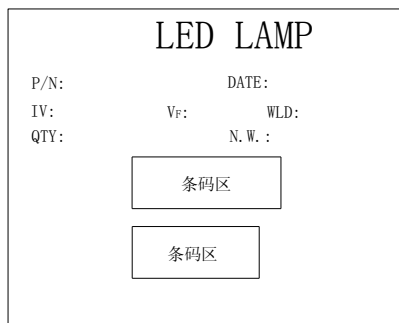 LED LAMP
P/N: DATE:
IV: VF: WLD:
QTY: N.W.:
条码区
条码区